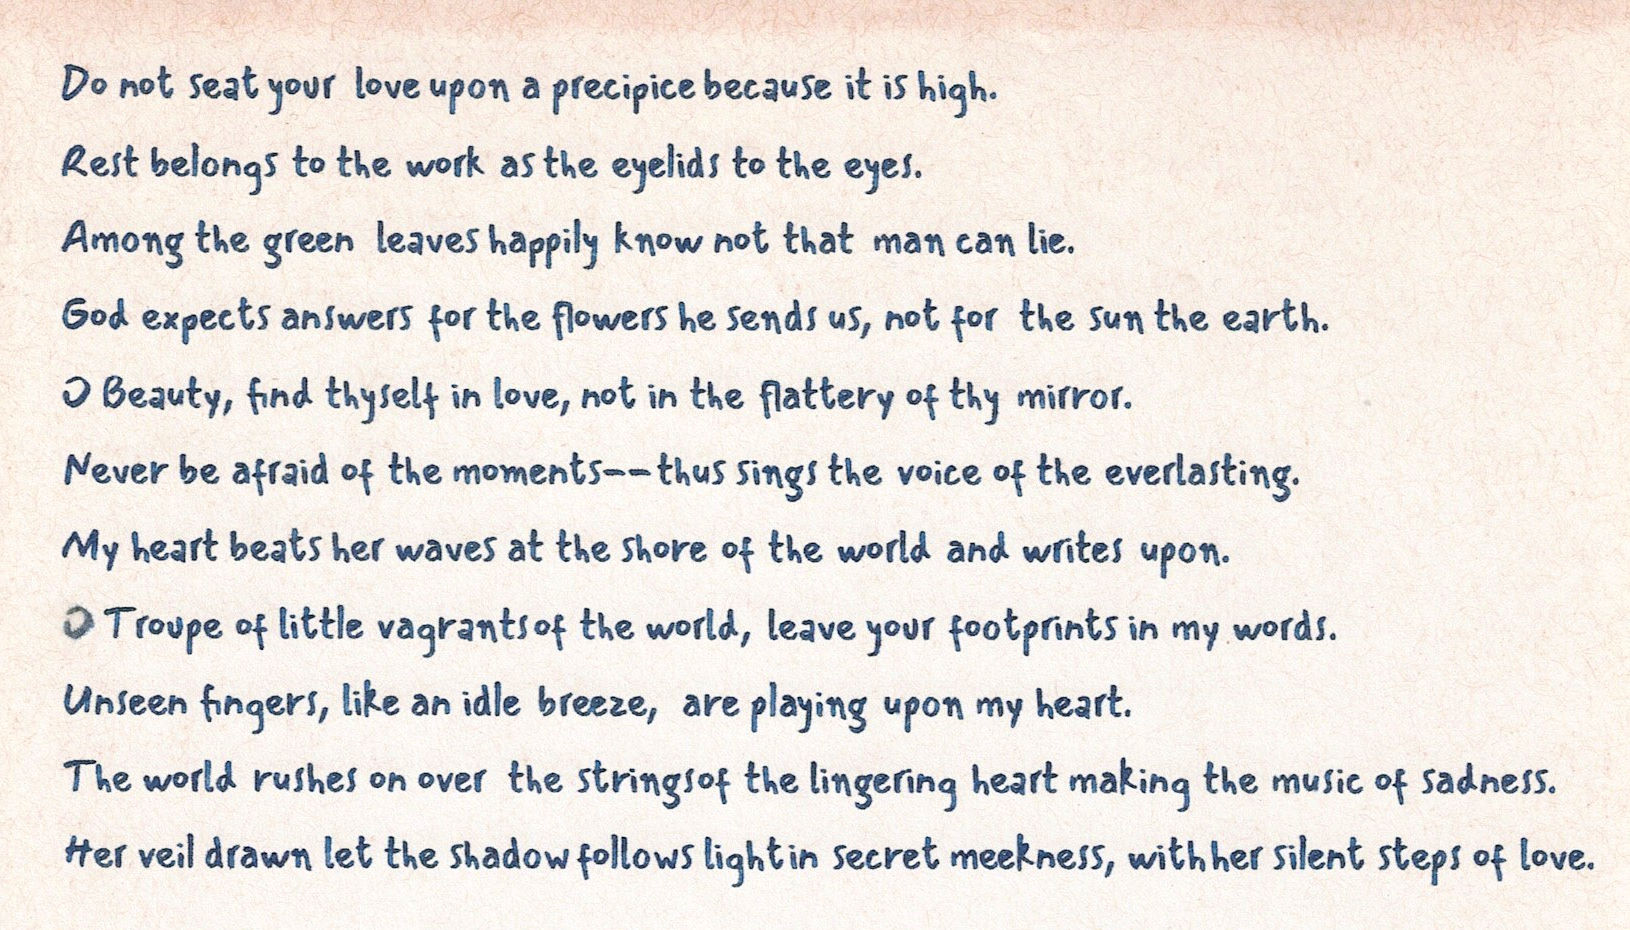 Do not seat your love upon a precipice because it is high.
Rest belongs to the work as the eyelids to the eyes.
Among the green leaves happily know not that man can lie.
God expects answers for the flowers he sends us, not for the sun the earth.
O Beauty, find thyself in love, not in the flattery of thy mirror.
Never be afraid of the moments--thus sings the voice of the everlasting.
My heart beats her waves at the shore of the world and writes upon.
O Troupe of little vagrants of the world, leave your footprints in my words.
Unseen fingers, like an idle breeze, are playing upon my heart.
The world rushes on over the strings of the lingering heart making the music of sadness.
Her veil drawn let the shadow follows light in secret meekness, with her silent steps of love.